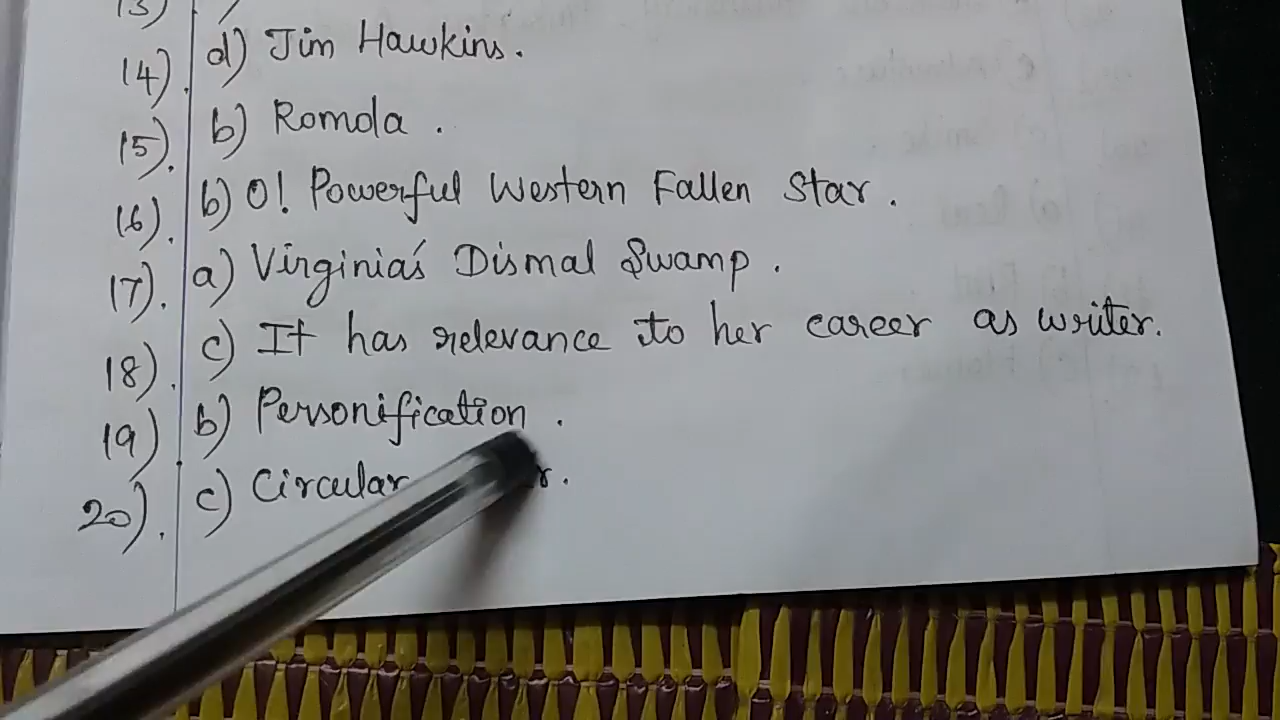 13)
14). d) Jim Hawkins.
15). b) Romola.
16). b) O! Powerful Western Fallen Star.
17). a) Virginia's Dismal Swamp.
18). c) It has relevance to her career as writer.
19) b) Personification.
20). c) Circular